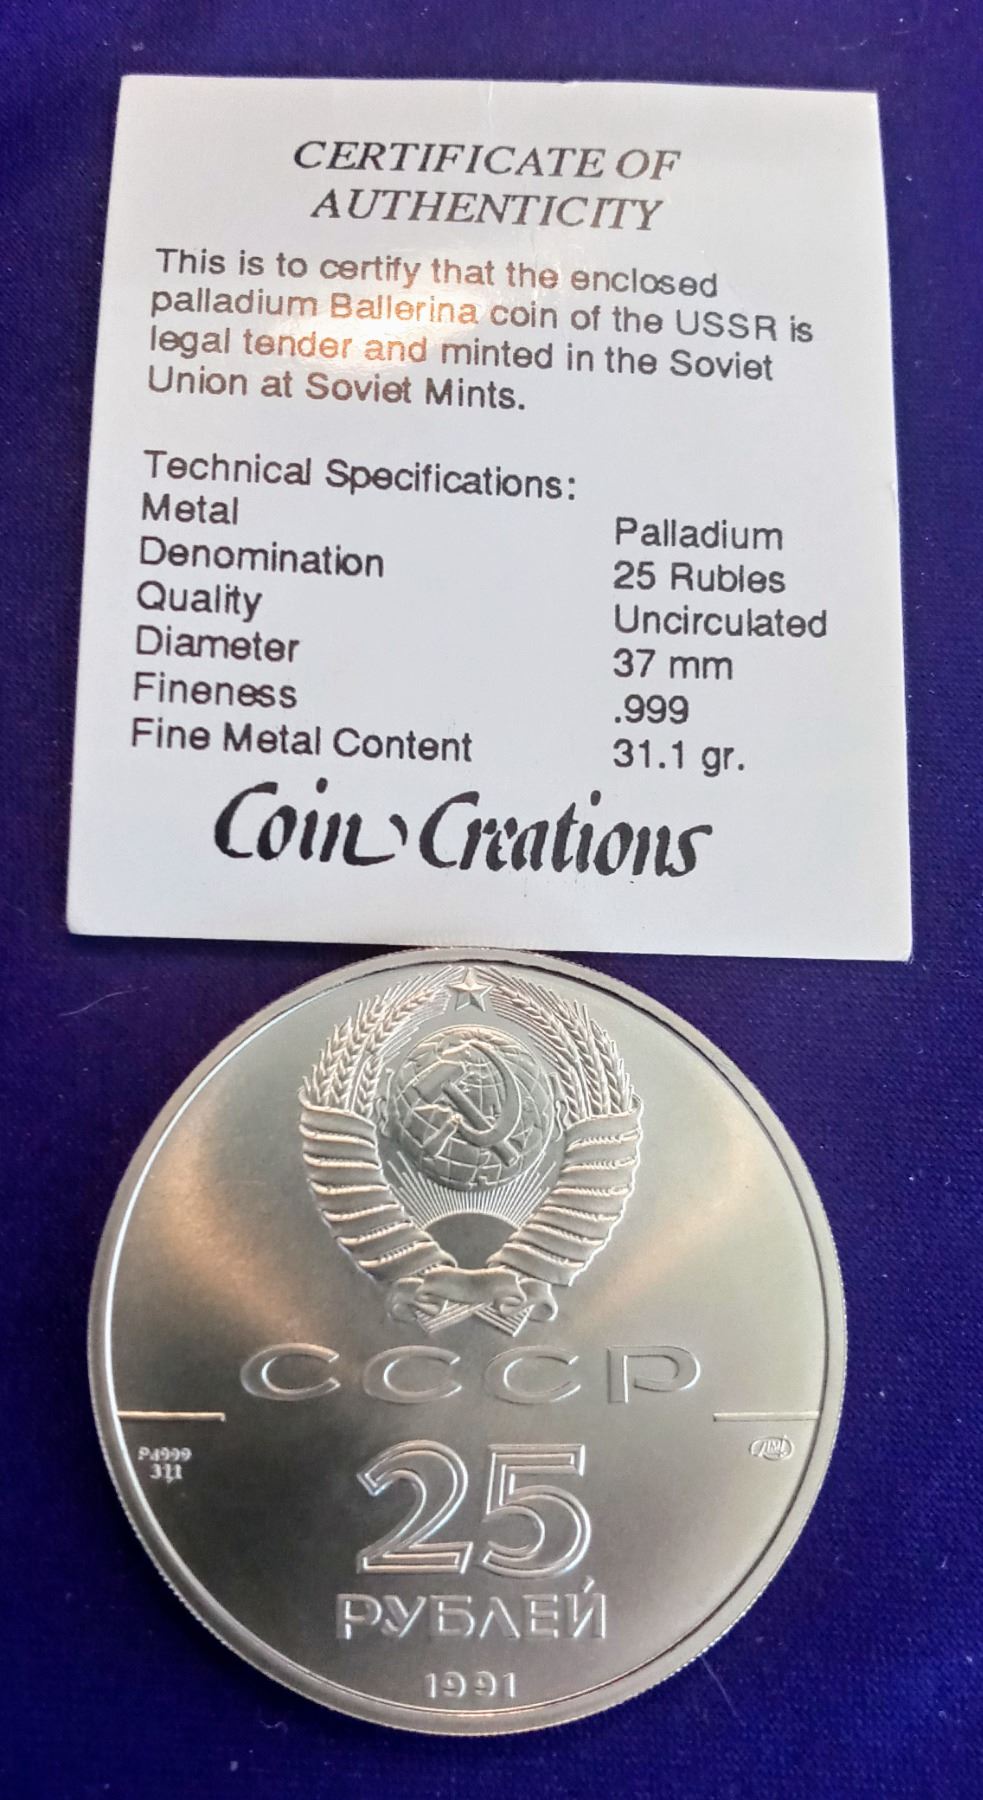 CERTIFICATE OF
AUTHENTICITY
This is to certify that the enclosed
palladium Ballerina coin of the USSR is
legal tender and minted in the Soviet
Union at Soviet Mints.
Technical Specifications:
Metal Palladium
Denomination 25 Rubles
Quality Uncirculated
Diameter 37 mm
Fineness .999
Fine Metal Content 31.1 gr.
Coin Creations
СССР
Pd999
31,1
ЛМД
25
РУБЛЕЙ
1991